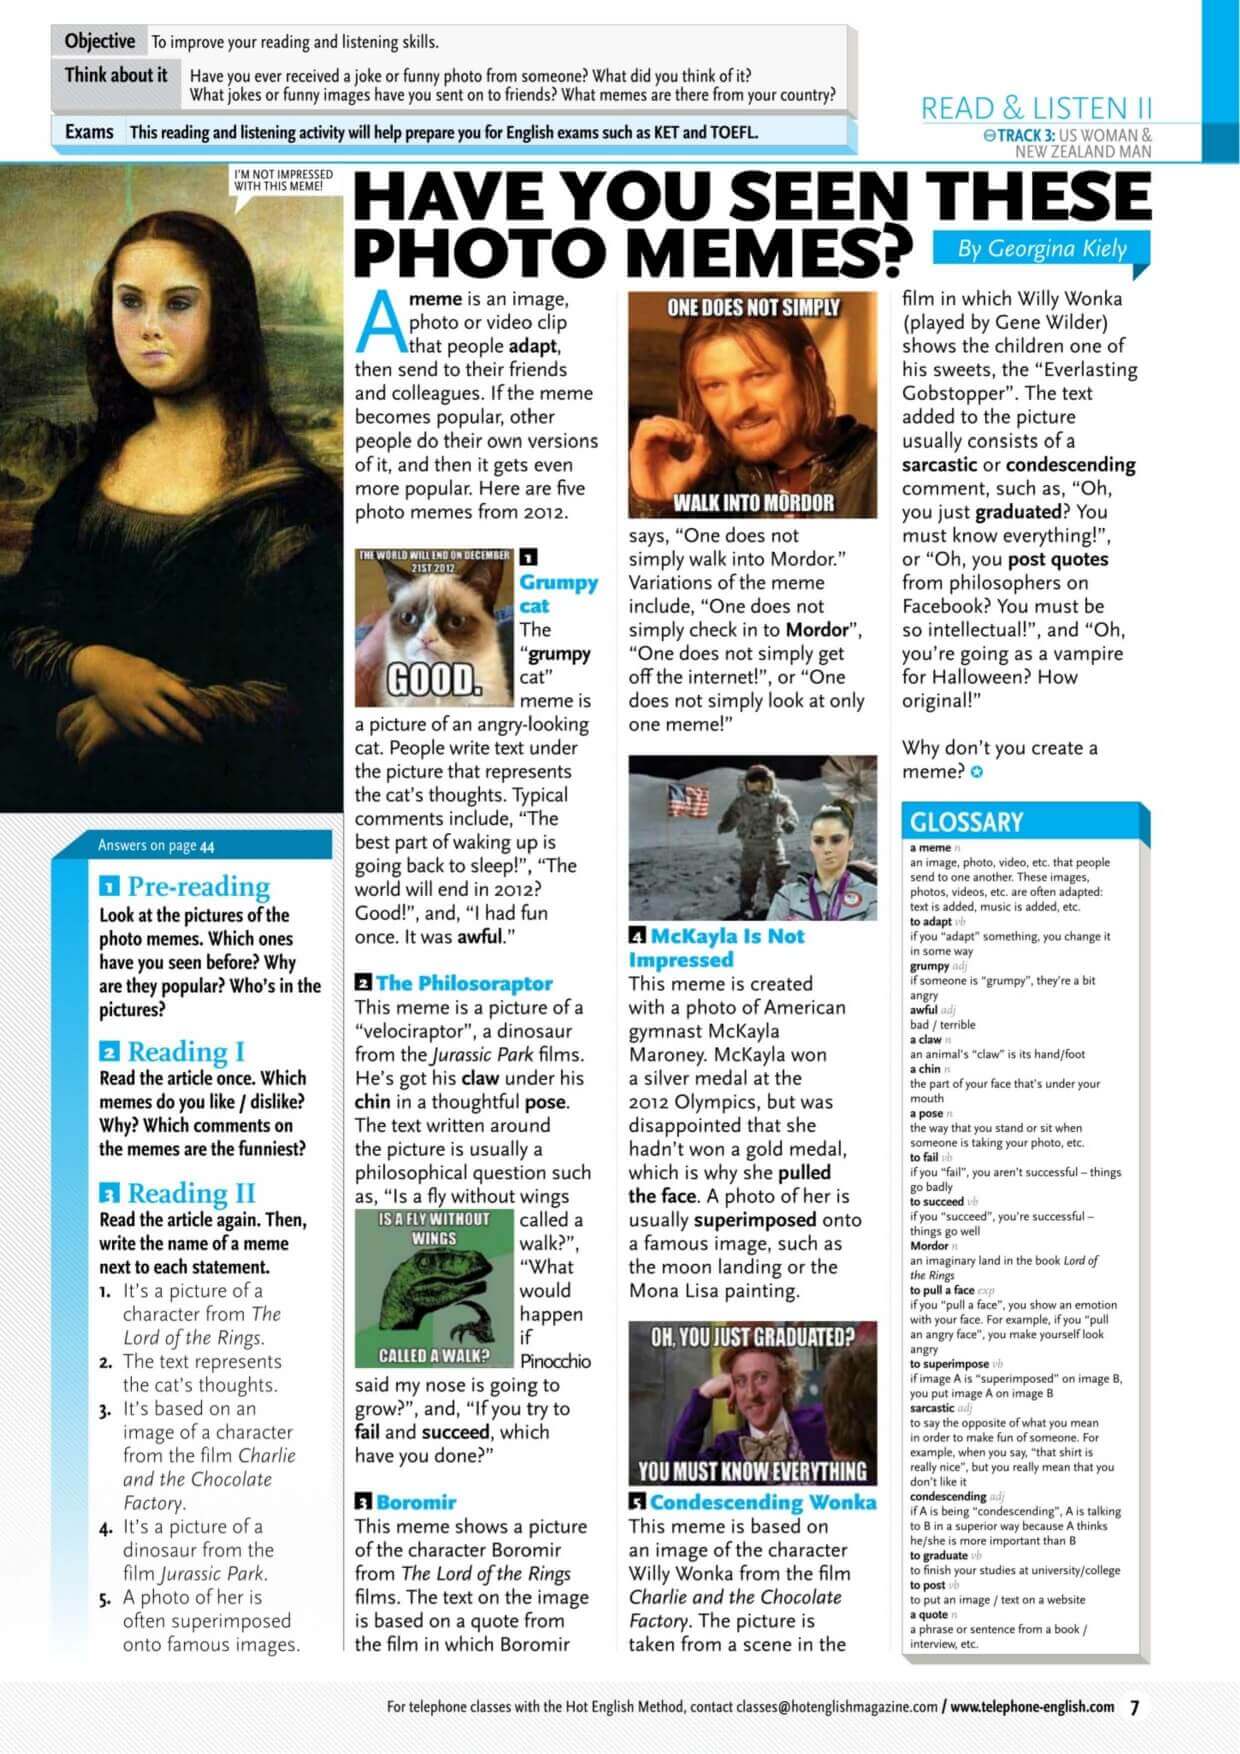 Objective To improve your reading and listening skills.
Think about it Have you ever received a joke or funny photo from someone? What did you think of it?
What jokes or funny images have you sent on to friends? What memes are there from your country?
Exams This reading and listening activity will help prepare you for English exams such as KET and TOEFL.
READ & LISTEN II
TRACK 3: US WOMAN &
NEW ZEALAND MAN
I'M NOT IMPRESSED
WITH THIS MEME!
HAVE YOU SEEN THESE
PHOTO MEMES?
By Georgina Kiely
A meme is an image,
photo or video clip
that people adapt,
then send to their friends
and colleagues. If the meme
becomes popular, other
people do their own versions
of it, and then it gets even
more popular. Here are five
photo memes from 2012.
THE WORLD WILL END ON DECEMBER
21ST 2012
GOOD.
1
Grumpy
cat
The
“grumpy
cat”
meme is
a picture of an angry-looking
cat. People write text under
the picture that represents
the cat’s thoughts. Typical
comments include, “The
best part of waking up is
going back to sleep!”, “The
world will end in 2012?
Good!”, and, “I had fun
once. It was awful.”
2 The Philosoraptor
This meme is a picture of a
“velociraptor”, a dinosaur
from the Jurassic Park films.
He’s got his claw under his
chin in a thoughtful pose.
The text written around
the picture is usually a
philosophical question such
as, “Is a fly without wings
called a
walk?”,
“What
would
happen
if
Pinocchio
said my nose is going to
grow?”, and, “If you try to
fail and succeed, which
have you done?”
IS A FLY WITHOUT
WINGS
CALLED A WALK?
3 Boromir
This meme shows a picture
of the character Boromir
from The Lord of the Rings
films. The text on the image
is based on a quote from
the film in which Boromir
ONE DOES NOT SIMPLY
WALK INTO MORDOR
says, “One does not
simply walk into Mordor.”
Variations of the meme
include, “One does not
simply check in to Mordor”,
“One does not simply get
off the internet!”, or “One
does not simply look at only
one meme!”
4 McKayla Is Not
Impressed
This meme is created
with a photo of American
gymnast McKayla
Maroney. McKayla won
a silver medal at the
2012 Olympics, but was
disappointed that she
hadn’t won a gold medal,
which is why she pulled
the face. A photo of her is
usually superimposed onto
a famous image, such as
the moon landing or the
Mona Lisa painting.
OH, YOU JUST GRADUATED?
YOU MUST KNOW EVERYTHING
5 Condescending Wonka
This meme is based on
an image of the character
Willy Wonka from the film
Charlie and the Chocolate
Factory. The picture is
taken from a scene in the
film in which Willy Wonka
(played by Gene Wilder)
shows the children one of
his sweets, the “Everlasting
Gobstopper”. The text
added to the picture
usually consists of a
sarcastic or condescending
comment, such as, “Oh,
you just graduated? You
must know everything!”,
or “Oh, you post quotes
from philosophers on
Facebook? You must be
so intellectual!”, and “Oh,
you’re going as a vampire
for Halloween? How
original!”
Why don’t you create a
meme?
Answers on page 44
1 Pre-reading
Look at the pictures of the
photo memes. Which ones
have you seen before? Why
are they popular? Who’s in the
pictures?
2 Reading I
Read the article once. Which
memes do you like / dislike?
Why? Which comments on
the memes are the funniest?
3 Reading II
Read the article again. Then,
write the name of a meme
next to each statement.
1. It’s a picture of a
character from The
Lord of the Rings.
2. The text represents
the cat’s thoughts.
3. It’s based on an
image of a character
from the film Charlie
and the Chocolate
Factory.
4. It’s a picture of a
dinosaur from the
film Jurassic Park.
5. A photo of her is
often superimposed
onto famous images.
GLOSSARY
a meme n
an image, photo, video, etc. that people
send to one another. These images,
photos, videos, etc. are often adapted:
text is added, music is added, etc.
to adapt vb
if you “adapt” something, you change it
in some way
grumpy adj
if someone is “grumpy”, they’re a bit
angry
awful adj
bad / terrible
a claw n
an animal’s “claw” is its hand/foot
a chin n
the part of your face that’s under your
mouth
a pose n
the way that you stand or sit when
someone is taking your photo, etc.
to fail vb
if you “fail”, you aren’t successful – things
go badly
to succeed vb
if you “succeed”, you’re successful –
things go well
Mordor n
an imaginary land in the book Lord of
the Rings
to pull a face exp
if you “pull a face”, you show an emotion
with your face. For example, if you “pull
an angry face”, you make yourself look
angry
to superimpose vb
if image A is “superimposed” on image B,
you put image A on image B
sarcastic adj
to say the opposite of what you mean
in order to make fun of someone. For
example, when you say, “that shirt is
really nice”, but you really mean that you
don’t like it
condescending adj
if A is being “condescending”, A is talking
to B in a superior way because A thinks
he/she is more important than B
to graduate vb
to finish your studies at university/college
to post vb
to put an image / text on a website
a quote n
a phrase or sentence from a book /
interview, etc.
For telephone classes with the Hot English Method, contact classes@hotenglishmagazine.com / www.telephone-english.com 7